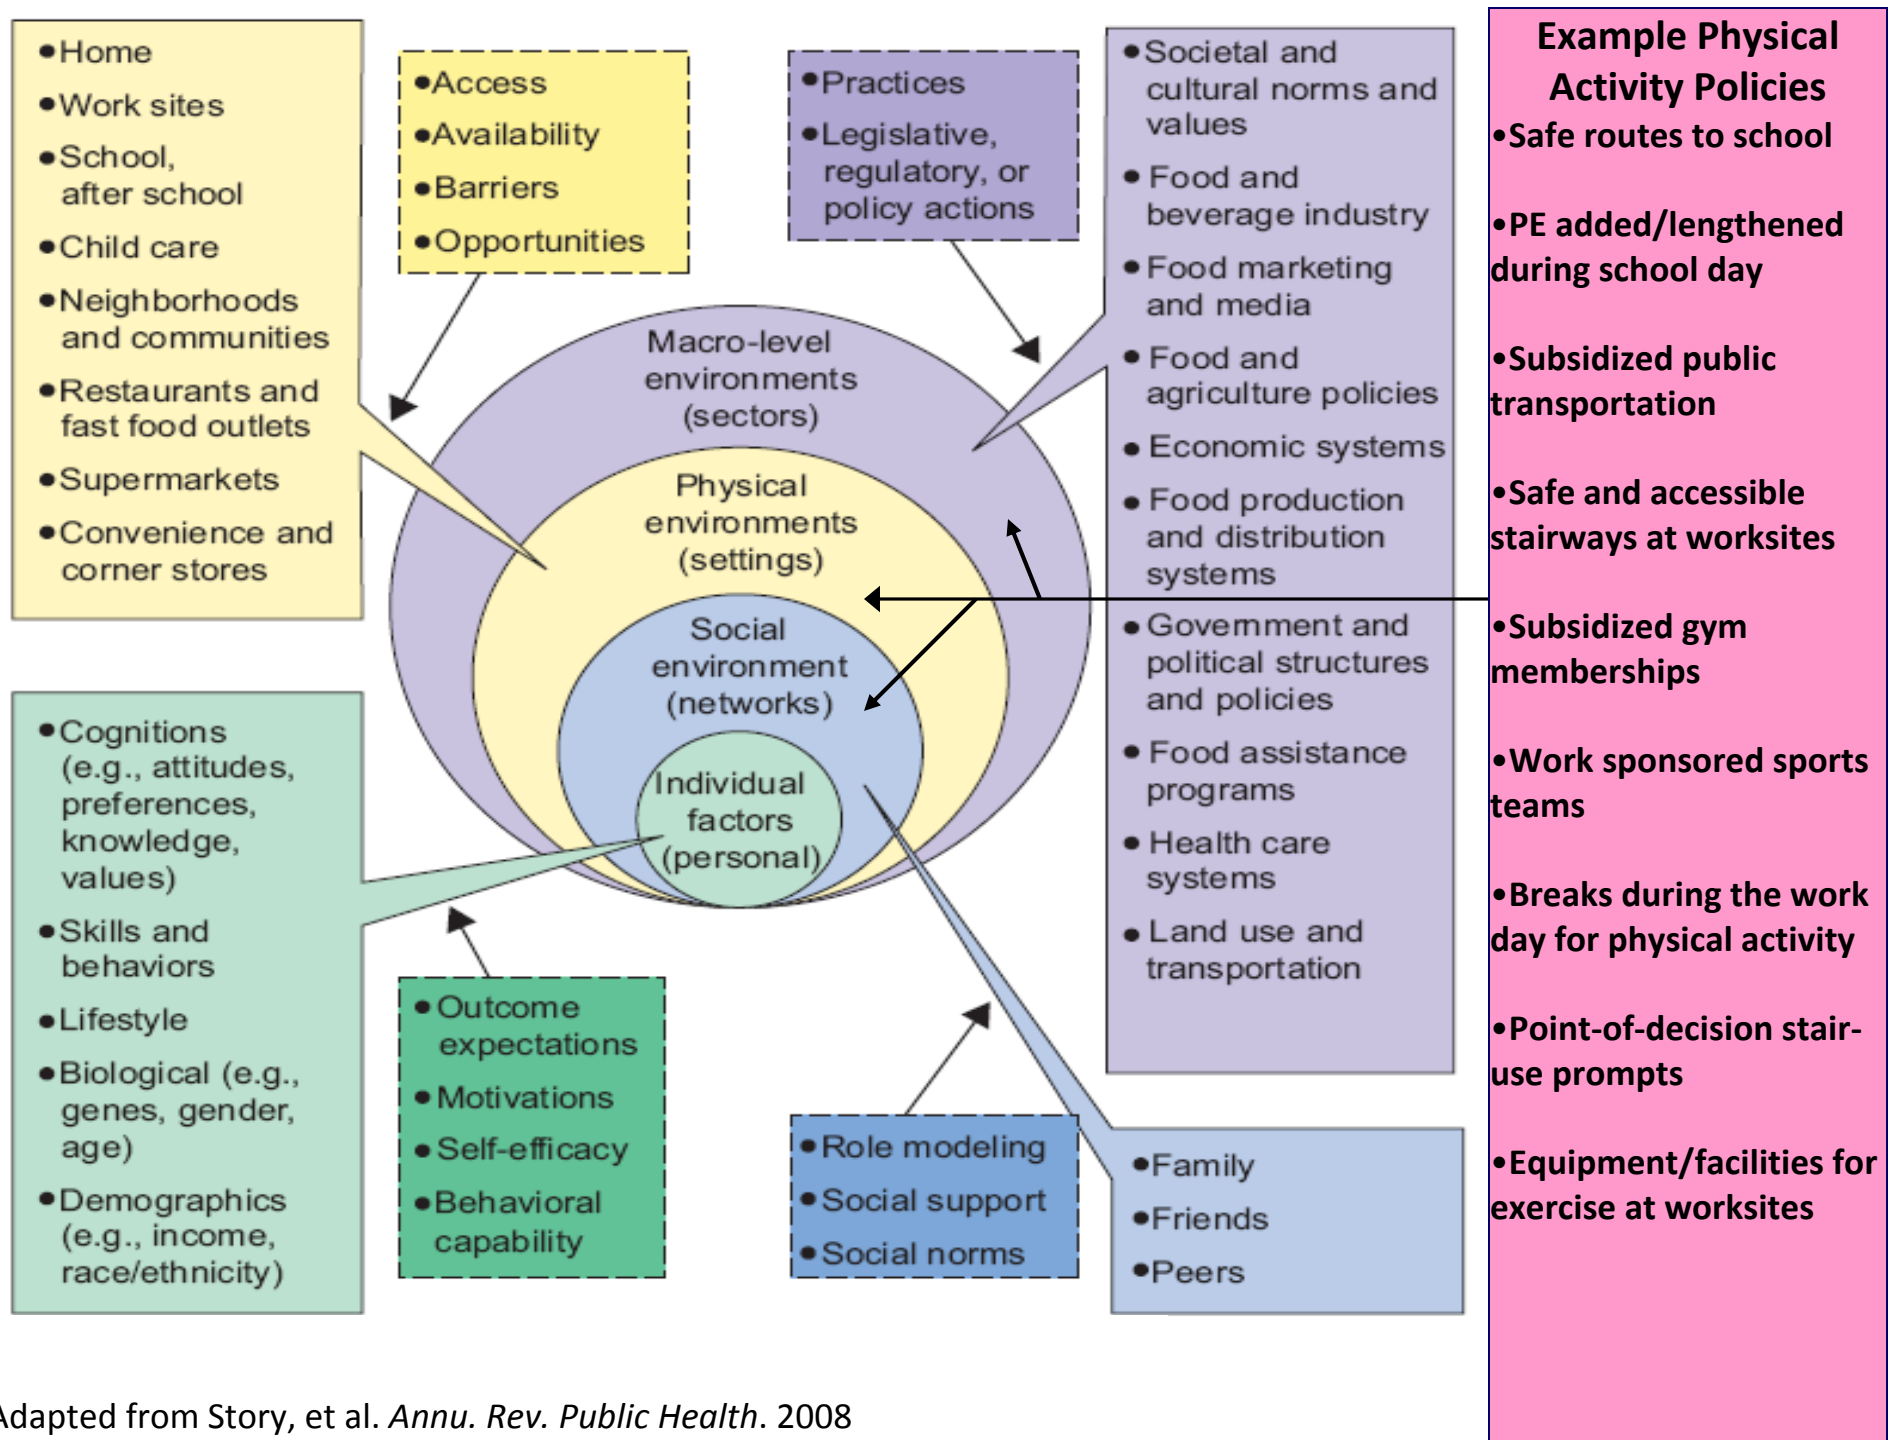 • Home
• Work sites
• School,
after school
• Child care
• Neighborhoods
and communities
• Restaurants and
fast food outlets
• Supermarkets
• Convenience and
corner stores
• Access
• Availability
• Barriers
• Opportunities
• Practices
• Legislative,
regulatory, or
policy actions
• Societal and
cultural norms and
values
• Food and
beverage industry
• Food marketing
and media
• Food and
agriculture policies
• Economic systems
• Food production
and distribution
systems
• Government and
political structures
and policies
• Food assistance
programs
• Health care
systems
• Land use and
transportation
Macro-level
environments
(sectors)
Physical
environments
(settings)
Social
environment
(networks)
Individual
factors
(personal)
• Cognitions
(e.g., attitudes,
preferences,
knowledge,
values)
• Skills and
behaviors
• Lifestyle
• Biological (e.g.,
genes, gender,
age)
• Demographics
(e.g., income,
race/ethnicity)
• Outcome
expectations
• Motivations
• Self-efficacy
• Behavioral
capability
• Role modeling
• Social support
• Social norms
• Family
• Friends
• Peers
Example Physical
Activity Policies
•Safe routes to school
•PE added/lengthened
during school day
•Subsidized public
transportation
•Safe and accessible
stairways at worksites
•Subsidized gym
memberships
•Work sponsored sports
teams
•Breaks during the work
day for physical activity
•Point-of-decision stair-
use prompts
•Equipment/facilities for
exercise at worksites
Adapted from Story, et al. Annu. Rev. Public Health. 2008